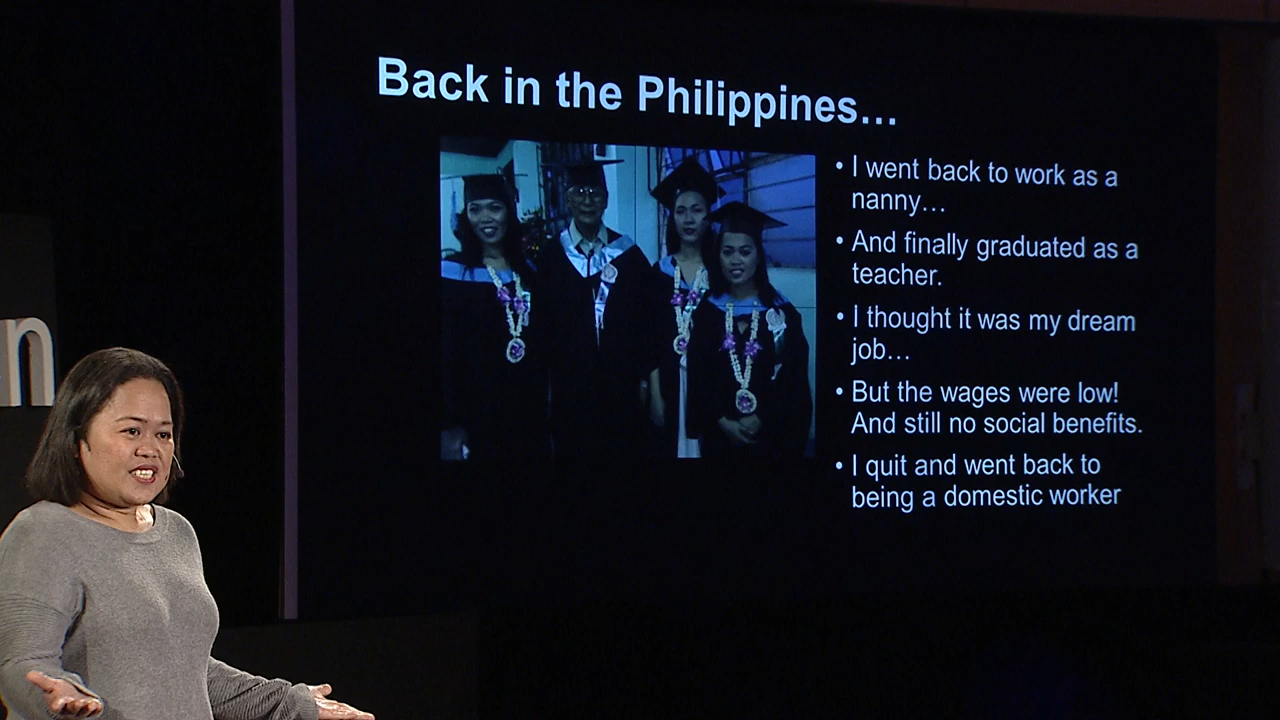 Back in the Philippines…
• I went back to work as a
nanny…
• And finally graduated as a
teacher.
• I thought it was my dream
job…
• But the wages were low!
And still no social benefits.
• I quit and went back to
being a domestic worker
n